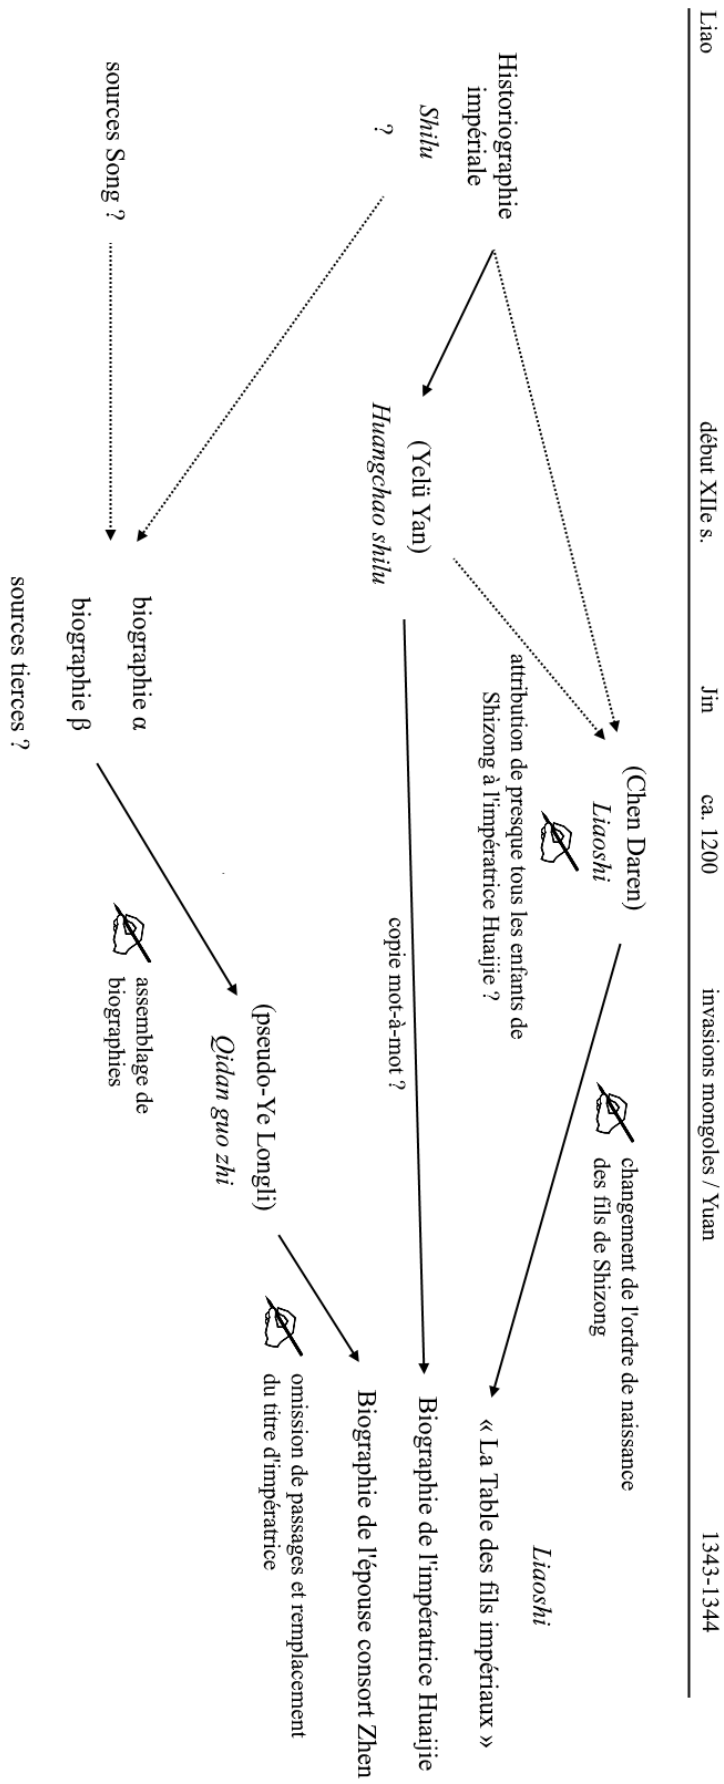 Liao
début XIIe s.
Jin
ca. 1200
invasions mongoles / Yuan
1343-1344
Historiographie
impériale
Shilu
?
sources Song ?
(Yelü Yan)
Huangchao shilu
biographie α
biographie β
sources tierces ?
(Chen Daren)
Liaoshi
attribution de presque tous les enfants de
Shizong à l'impératrice Huaijie ?
copie mot-à-mot ?
assemblage de
biographies
(pseudo-Ye Longli)
Qidan guo zhi
changement de l'ordre de naissance
des fils de Shizong
omission de passages et remplacement
du titre d'impératrice
Liaoshi
« La Table des fils impériaux »
Biographie de l'impératrice Huaijie
Biographie de l'épouse consort Zhen